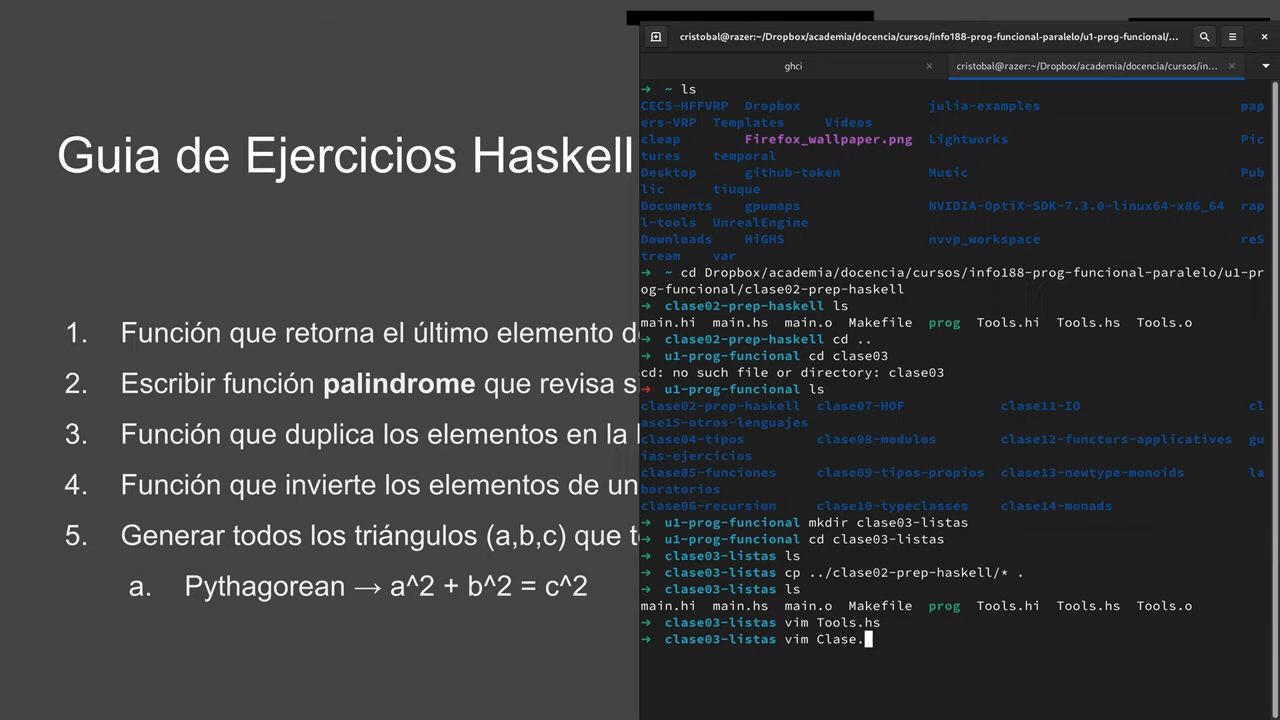 Guia de Ejercicios Haskell
1. Función que retorna el último elemento d
2. Escribir función palindrome que revisa s
3. Función que duplica los elementos en la
4. Función que invierte los elementos de un
5. Generar todos los triángulos (a,b,c) que t
a. Pythagorean → a^2 + b^2 = c^2
cristobal@razer:~/Dropbox/academia/docencia/cursos/info188-prog-funcional-paralelo/u1-prog-funcional/...
ghci
cristobal@razer:~/Dropbox/academia/docencia/cursos/in...
➜ ~ ls
CECS-HFFVRP Dropbox julia-examples pap
ers-VRP Templates Videos
cleap Firefox_wallpaper.png Lightworks Pic
tures temporal
Desktop github-token Music Pub
lic tiuque
Documents gpumaps NVIDIA-OptiX-SDK-7.3.0-linux64-x86_64 rap
l-tools UnrealEngine
Downloads HiGHS nvvp_workspace reS
tream var
➜ ~ cd Dropbox/academia/docencia/cursos/info188-prog-funcional-paralelo/u1-pr
og-funcional/clase02-prep-haskell
➜ clase02-prep-haskell ls
main.hi main.hs main.o Makefile prog Tools.hi Tools.hs Tools.o
➜ clase02-prep-haskell cd ..
➜ u1-prog-funcional cd clase03
cd: no such file or directory: clase03
➜ u1-prog-funcional ls
clase02-prep-haskell clase07-HOF clase11-IO cl
ase15-otros-lenguajes
clase04-tipos clase08-modulos clase12-functors-applicatives gu
ias-ejercicios
clase05-funciones clase09-tipos-propios clase13-newtype-monoids la
boratorios
clase06-recursion clase10-typeclasses clase14-monads
➜ u1-prog-funcional mkdir clase03-listas
➜ u1-prog-funcional cd clase03-listas
➜ clase03-listas ls
➜ clase03-listas cp ../clase02-prep-haskell/* .
➜ clase03-listas ls
main.hi main.hs main.o Makefile prog Tools.hi Tools.hs Tools.o
➜ clase03-listas vim Tools.hs
➜ clase03-listas vim Clase.